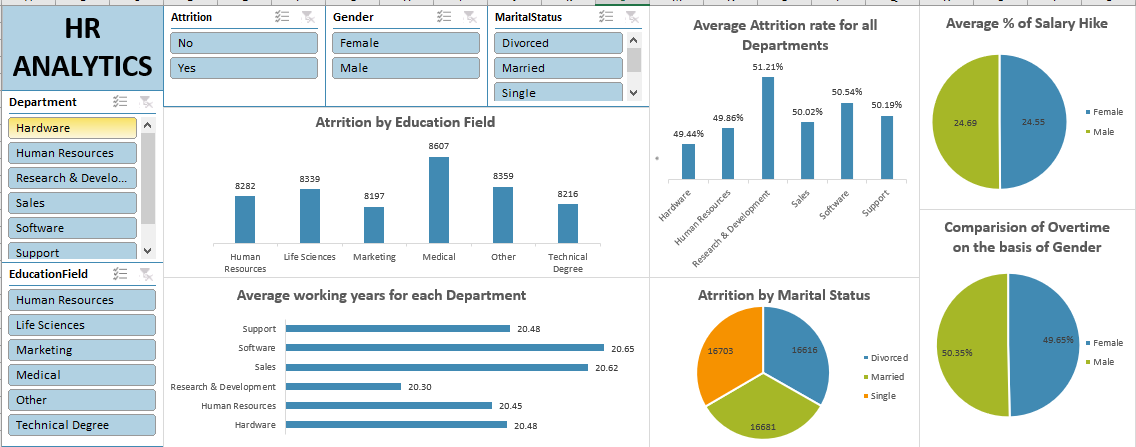 HR
ANALYTICS
Attrition
No
Yes
Gender
Female
Male
MaritalStatus
Divorced
Married
Single
Department
Hardware
Human Resources
Research & Develo...
Sales
Software
Support
EducationField
Human Resources
Life Sciences
Marketing
Medical
Other
Technical Degree
Atrrition by Education Field
8282
8339
8197
8607
8359
8216
Human
Resources
Life Sciences
Marketing
Medical
Other
Technical
Degree
Average working years for each Department
Support
20.48
Software
20.65
Sales
20.62
Research & Development
20.30
Human Resources
20.45
Hardware
20.48
Average Attrition rate for all
Departments
49.44%
49.86%
51.21%
50.02%
50.54%
50.19%
Hardware
Human Resources
Research & Development
Sales
Software
Support
Atrrition by Marital Status
16703
16616
16681
Divorced
Married
Single
Average % of Salary Hike
24.69
24.55
Female
Male
Comparision of Overtime
on the basis of Gender
50.35%
49.65%
Female
Male